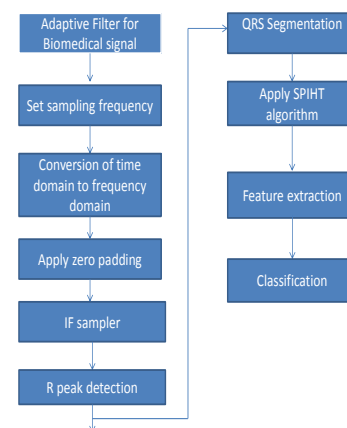 Adaptive Filter for
Biomedical signal
Set sampling frequency
Conversion of time
domain to frequency
domain
Apply zero padding
IF sampler
R peak detection
QRS Segmentation
Apply SPIHT
algorithm
Feature extraction
Classification